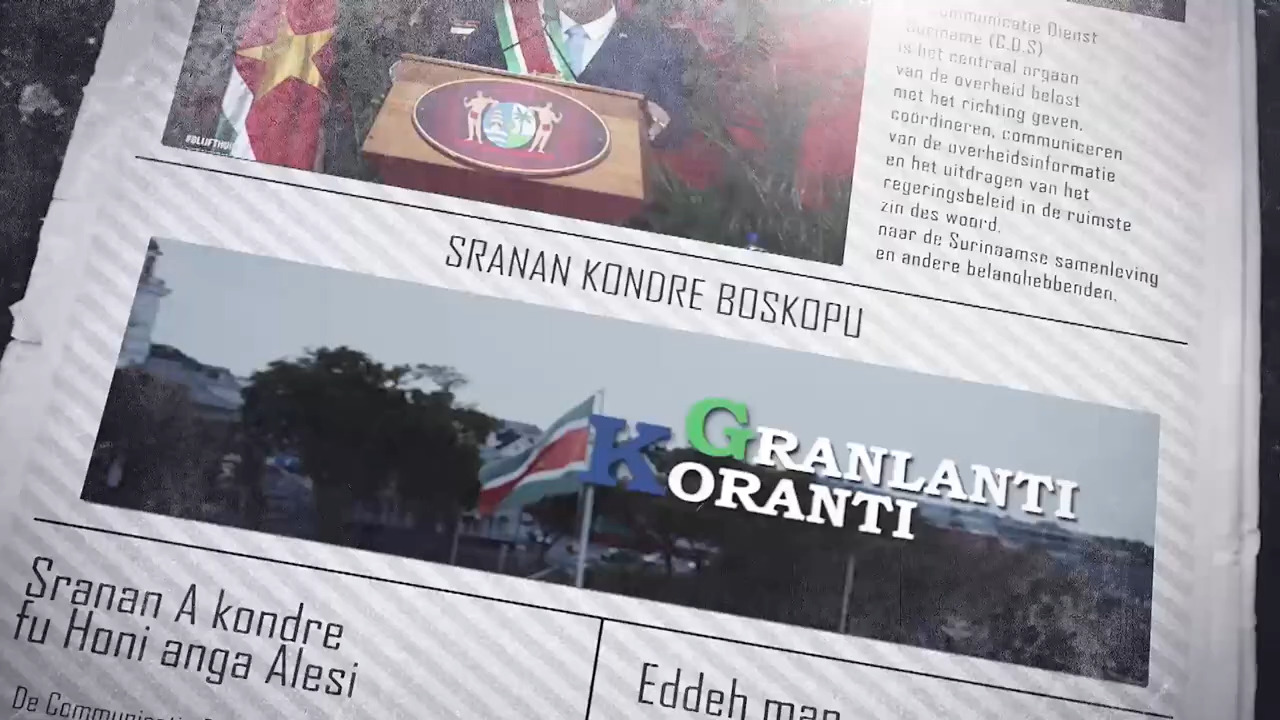 Communicatie Dienst
Suriname (C.D.S)
is het centraal orgaan
van de overheid belast
met het richting geven,
coördineren, communiceren
van de overheidsinformatie
en het uitdragen van het
regeringsbeleid in de ruimste
zin des woord.
naar de Surinaamse samenleving
en andere belanghebbenden.
SRANAN KONDRE BOSKOPU
GRANLANTI
KORANTI
Sranan A kondre
fu Honi anga Alesi
De
Eddeh man